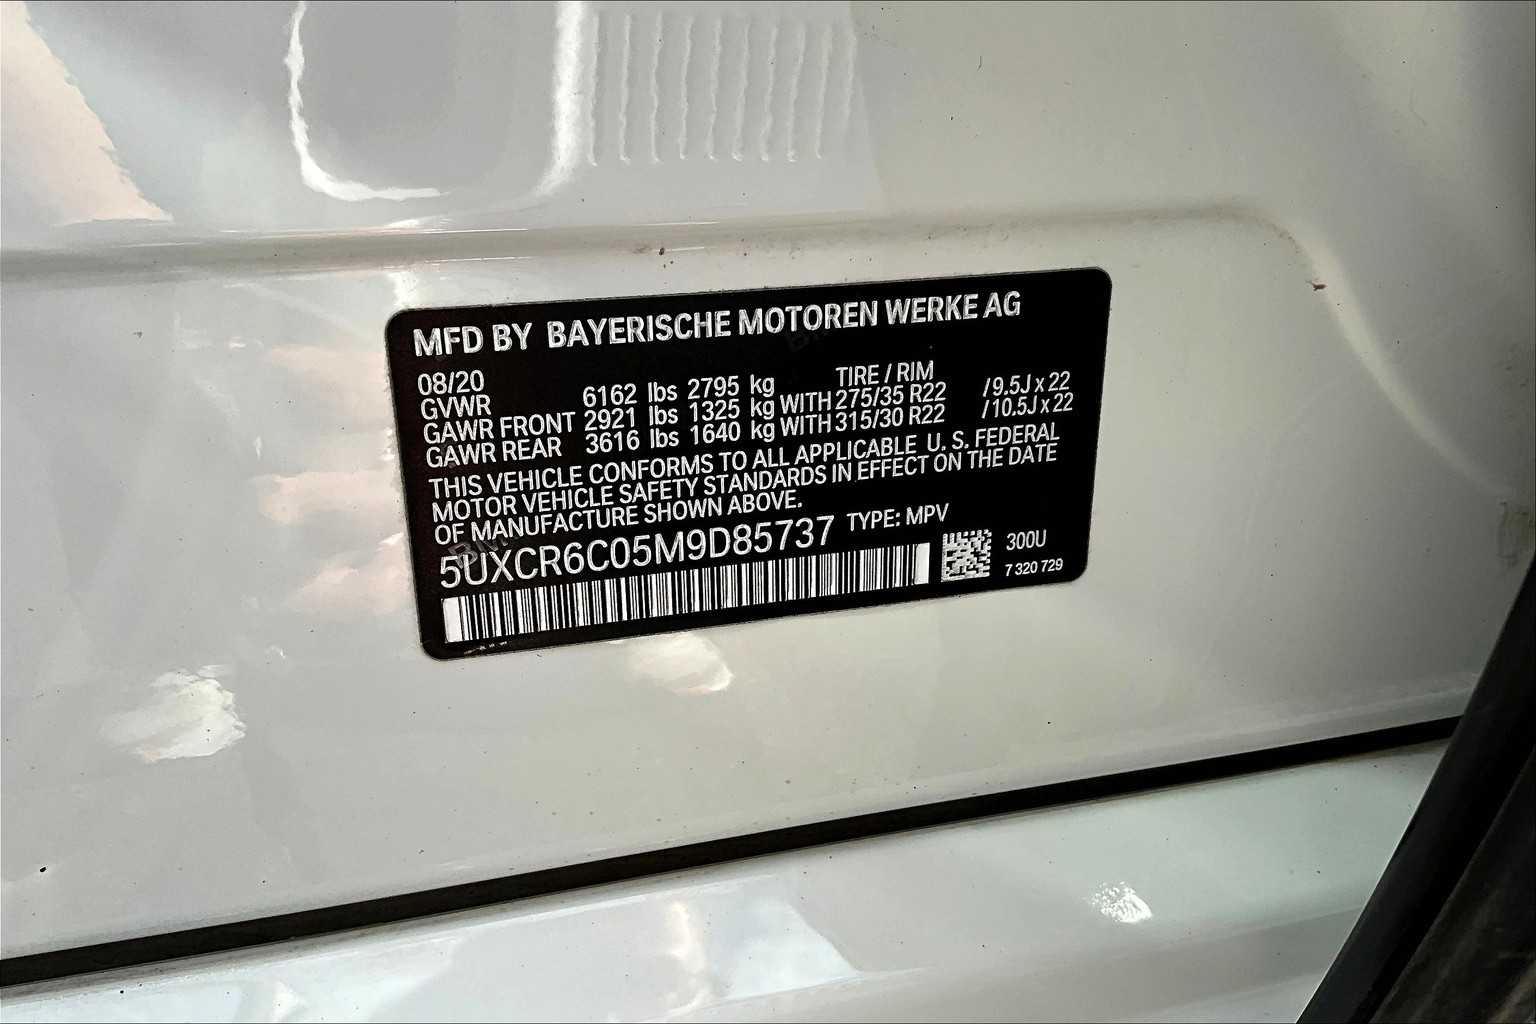 MFD BY BAYERISCHE MOTOREN WERKE AG
08/20 TIRE / RIM
GVWR 6162 lbs 2795 kg
GAWR FRONT 2921 lbs 1325 kg WITH 275/35 R22 /9.5J x 22
GAWR REAR 3616 lbs 1640 kg WITH 315/30 R22 /10.5J x 22
THIS VEHICLE CONFORMS TO ALL APPLICABLE U. S. FEDERAL
MOTOR VEHICLE SAFETY STANDARDS IN EFFECT ON THE DATE
OF MANUFACTURE SHOWN ABOVE.
5UXCR6C05M9D85737 TYPE: MPV
300U
7 320 729